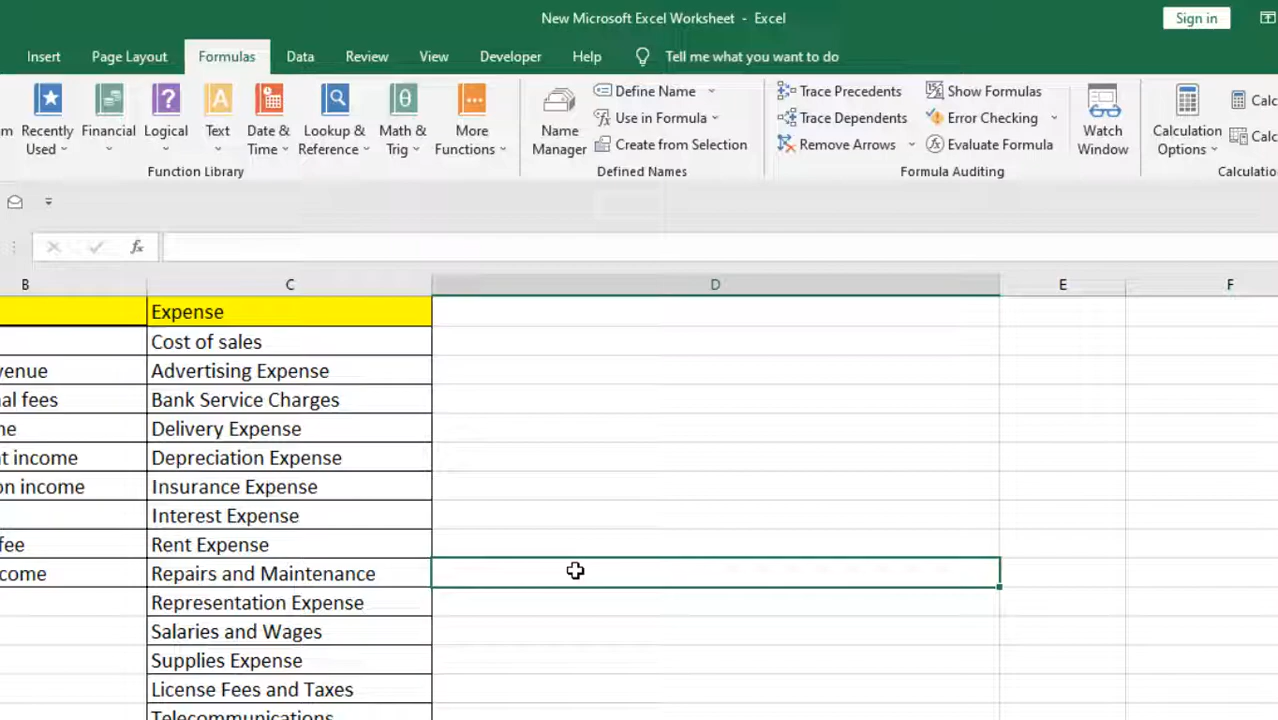 New Microsoft Excel Worksheet - Excel
Sign in
Insert Page Layout Formulas Data Review View Developer Help Tell me what you want to do
Recently Used
Financial
Logical
Text
Date & Time
Lookup & Reference
Math & Trig
More Functions
Function Library
Name Manager
Define Name
Use in Formula
Create from Selection
Defined Names
Trace Precedents
Trace Dependents
Remove Arrows
Show Formulas
Error Checking
Evaluate Formula
Formula Auditing
Watch Window
Calculation Options
Calc
Calc
Calculatio
fx
B C D E F
Expense
Cost of sales
venue Advertising Expense
al fees Bank Service Charges
ne Delivery Expense
t income Depreciation Expense
on income Insurance Expense
Interest Expense
fee Rent Expense
come Repairs and Maintenance
Representation Expense
Salaries and Wages
Supplies Expense
License Fees and Taxes
Telecommunications